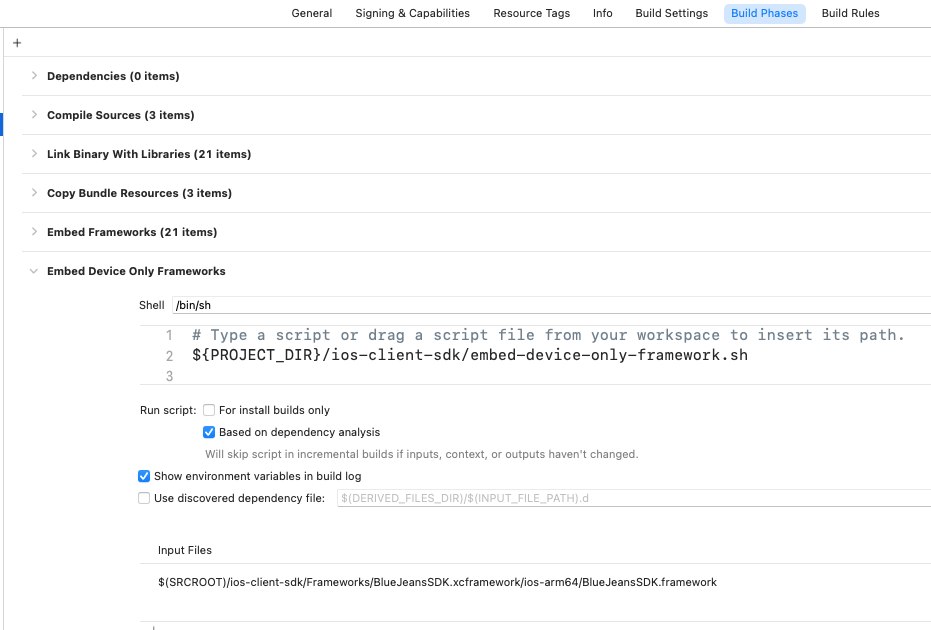 General Signing & Capabilities Resource Tags Info Build Settings Build Phases Build Rules
+
Dependencies (0 items)
Compile Sources (3 items)
Link Binary With Libraries (21 items)
Copy Bundle Resources (3 items)
Embed Frameworks (21 items)
Embed Device Only Frameworks
Shell /bin/sh
1 # Type a script or drag a script file from your workspace to insert its path.
2 ${PROJECT_DIR}/ios-client-sdk/embed-device-only-framework.sh
3
Run script: For install builds only
Based on dependency analysis
Will skip script in incremental builds if inputs, context, or outputs haven't changed.
Show environment variables in build log
Use discovered dependency file: $(DERIVED_FILES_DIR)/$(INPUT_FILE_PATH).d
Input Files
$(SRCROOT)/ios-client-sdk/Frameworks/BlueJeansSDK.xcframework/ios-arm64/BlueJeansSDK.framework